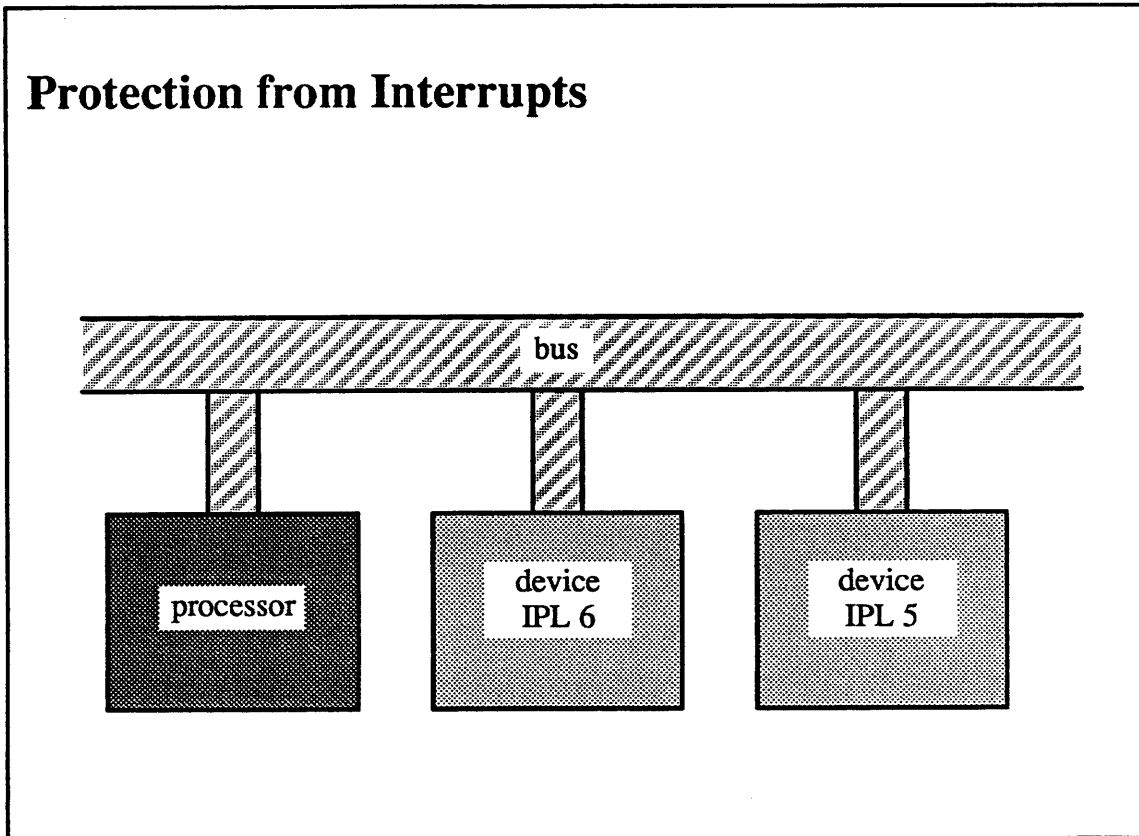 Protection from Interrupts
bus
processor
device
IPL 6
device
IPL 5